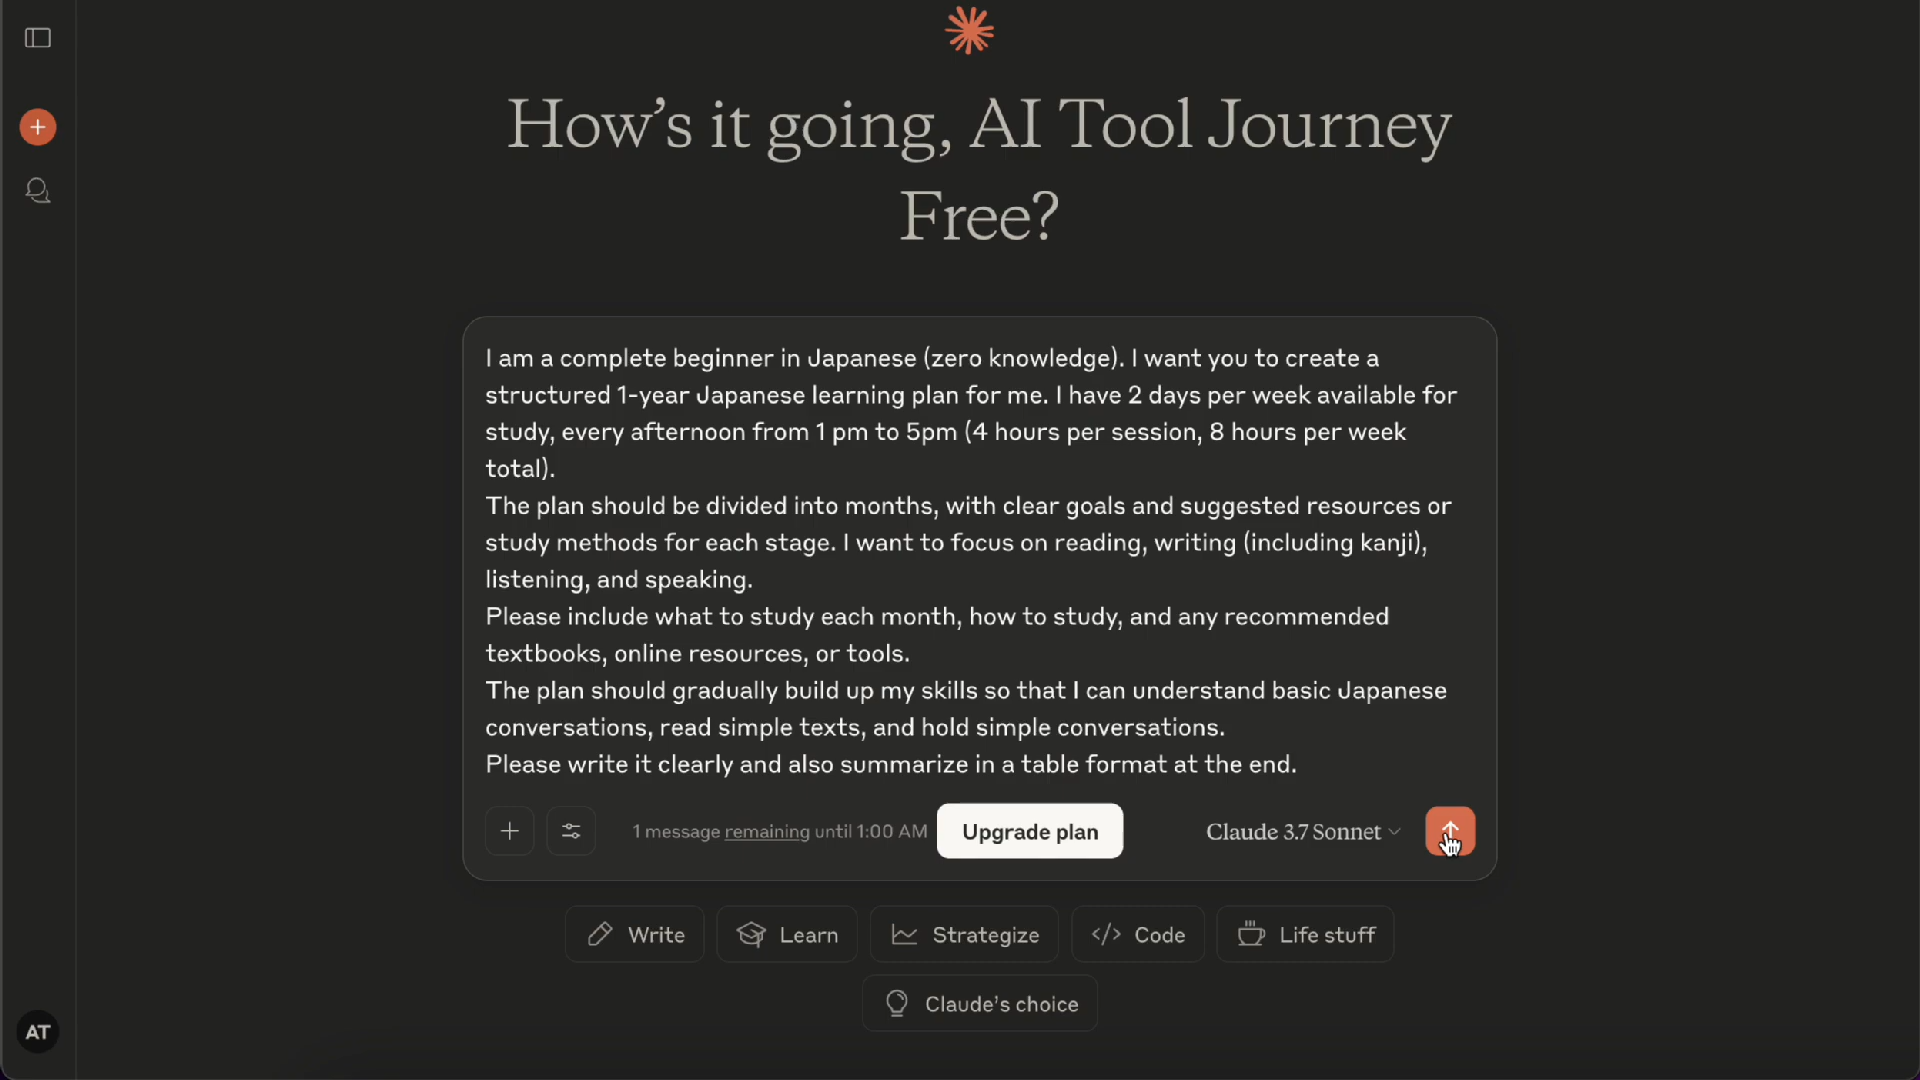 How's it going, AI Tool Journey
Free?
I am a complete beginner in Japanese (zero knowledge). I want you to create a
structured 1-year Japanese learning plan for me. I have 2 days per week available for
study, every afternoon from 1 pm to 5pm (4 hours per session, 8 hours per week
total).
The plan should be divided into months, with clear goals and suggested resources or
study methods for each stage. I want to focus on reading, writing (including kanji),
listening, and speaking.
Please include what to study each month, how to study, and any recommended
textbooks, online resources, or tools.
The plan should gradually build up my skills so that I can understand basic Japanese
conversations, read simple texts, and hold simple conversations.
Please write it clearly and also summarize in a table format at the end.
1 message remaining until 1:00 AM
Upgrade plan
Claude 3.7 Sonnet
Write
Learn
Strategize
Code
Life stuff
Claude's choice
AT